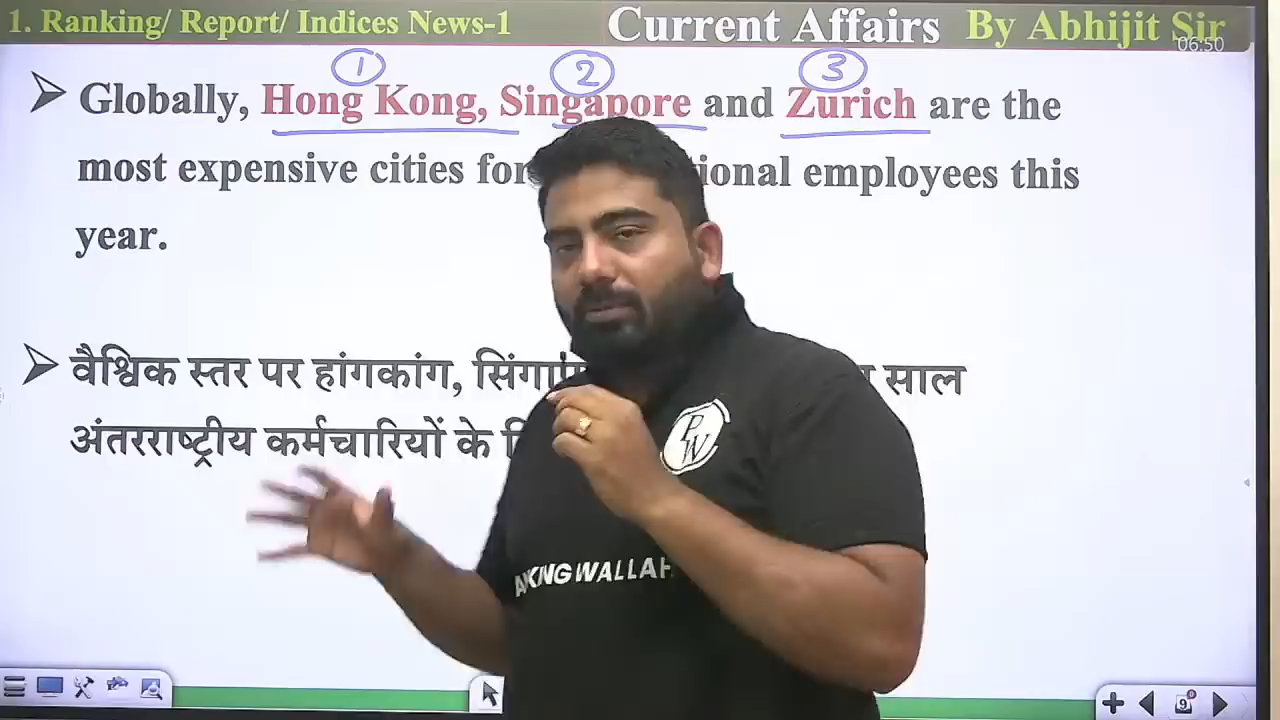 1. Ranking/ Report/ Indices News-1 Current Affairs By Abhijit Sir
06:50
1 2 3
➢ Globally, Hong Kong, Singapore and Zurich are the
most expensive cities for ional employees this
year.
➢ वैश्विक स्तर पर हांगकांग, साल
अंतरराष्ट्रीय कर्मचारियों के
PW
KING WALLAH
9